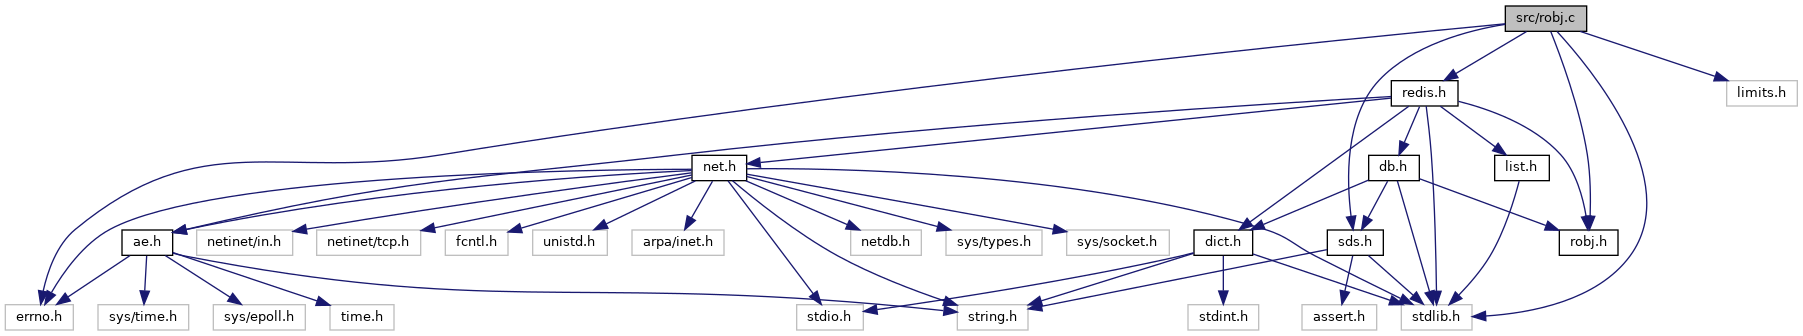 src/robj.c
redis.h
limits.h
net.h
db.h
list.h
ae.h
netinet/in.h
netinet/tcp.h
fcntl.h
unistd.h
arpa/inet.h
netdb.h
sys/types.h
sys/socket.h
dict.h
sds.h
robj.h
errno.h
sys/time.h
sys/epoll.h
time.h
stdio.h
string.h
stdint.h
assert.h
stdlib.h